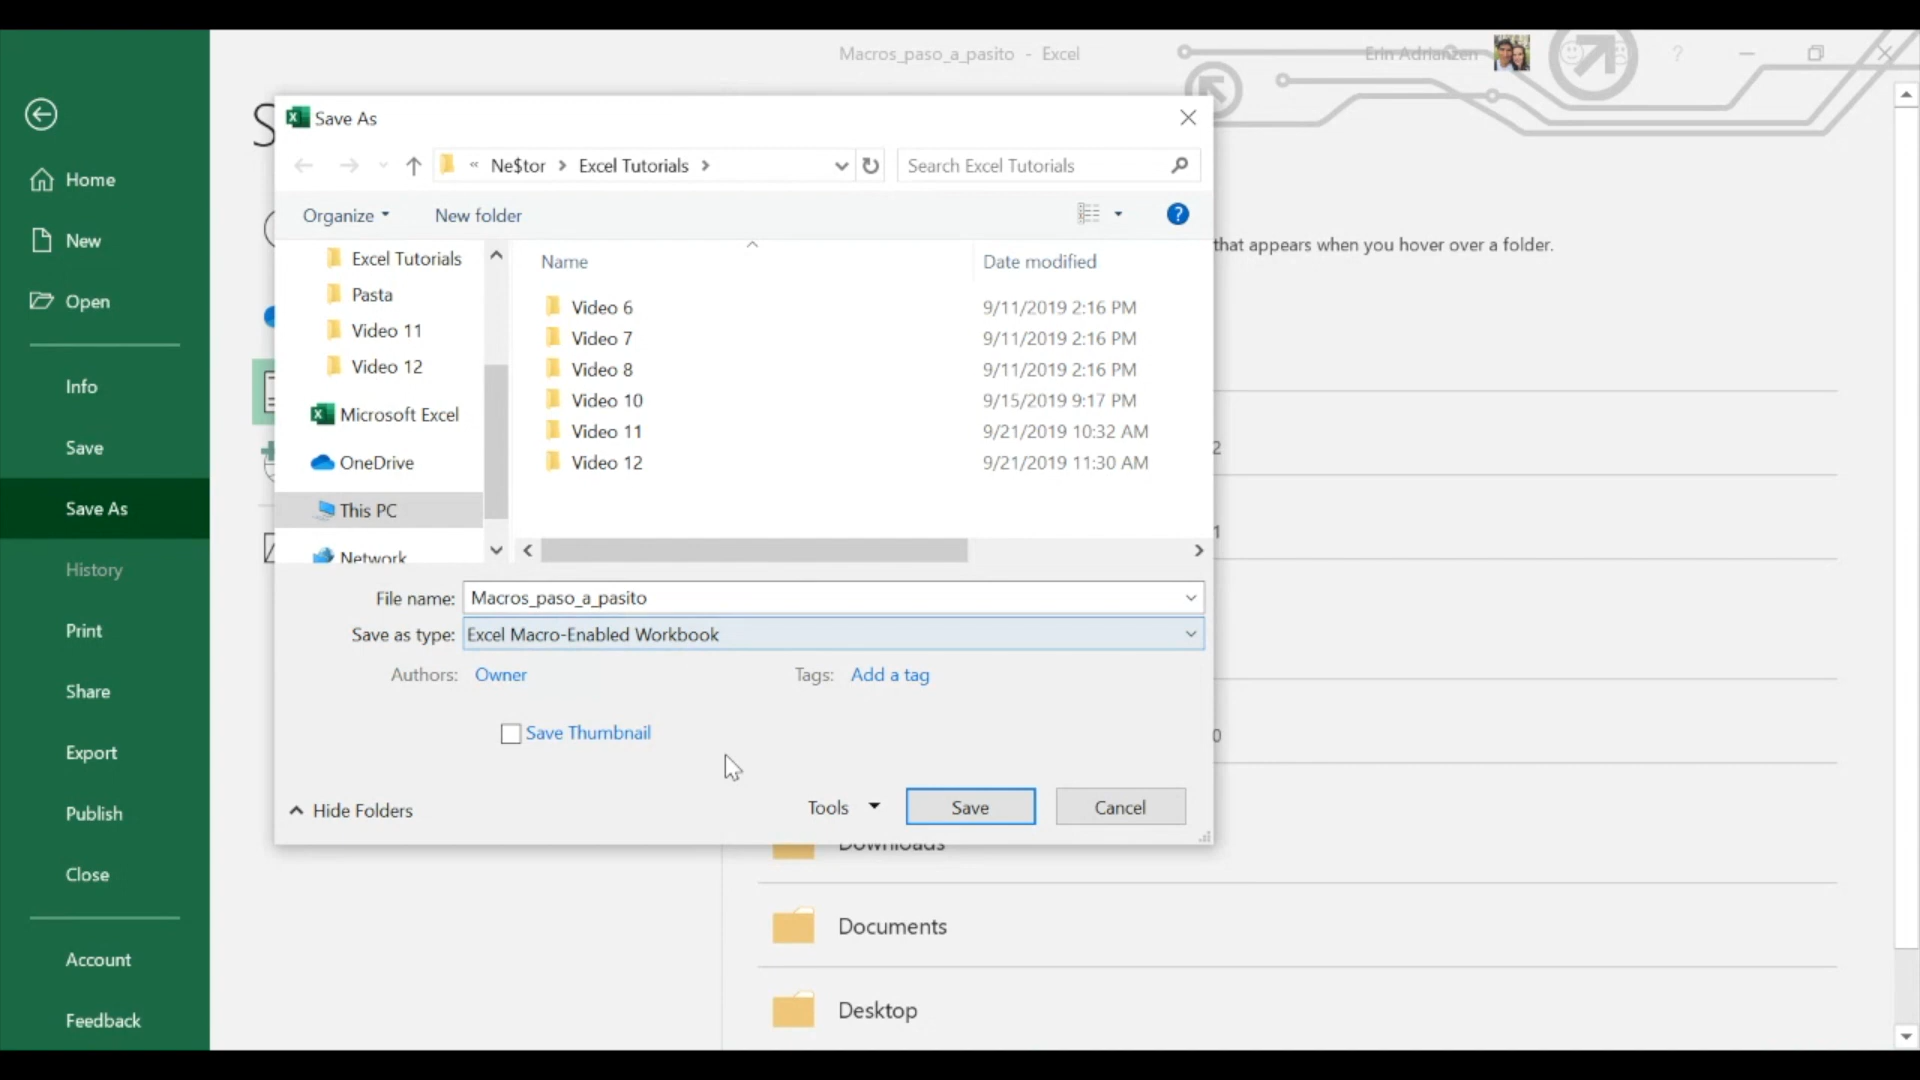 Macros_paso_a_pasito - Excel
Erin Adrianzen
?
Save As
« Ne$tor > Excel Tutorials >
Search Excel Tutorials
Organize
New folder
?
Home
New
Open
Info
Save
Save As
History
Print
Share
Export
Publish
Close
Account
Feedback
Excel Tutorials
Pasta
Video 11
Video 12
Microsoft Excel
OneDrive
This PC
Network
Name Date modified
Video 6 9/11/2019 2:16 PM
Video 7 9/11/2019 2:16 PM
Video 8 9/11/2019 2:16 PM
Video 10 9/15/2019 9:17 PM
Video 11 9/21/2019 10:32 AM
Video 12 9/21/2019 11:30 AM
File name: Macros_paso_a_pasito
Save as type: Excel Macro-Enabled Workbook
Authors: Owner
Tags: Add a tag
Save Thumbnail
Hide Folders
Tools
Save
Cancel
that appears when you hover over a folder.
2
1
0
Downloads
Documents
Desktop